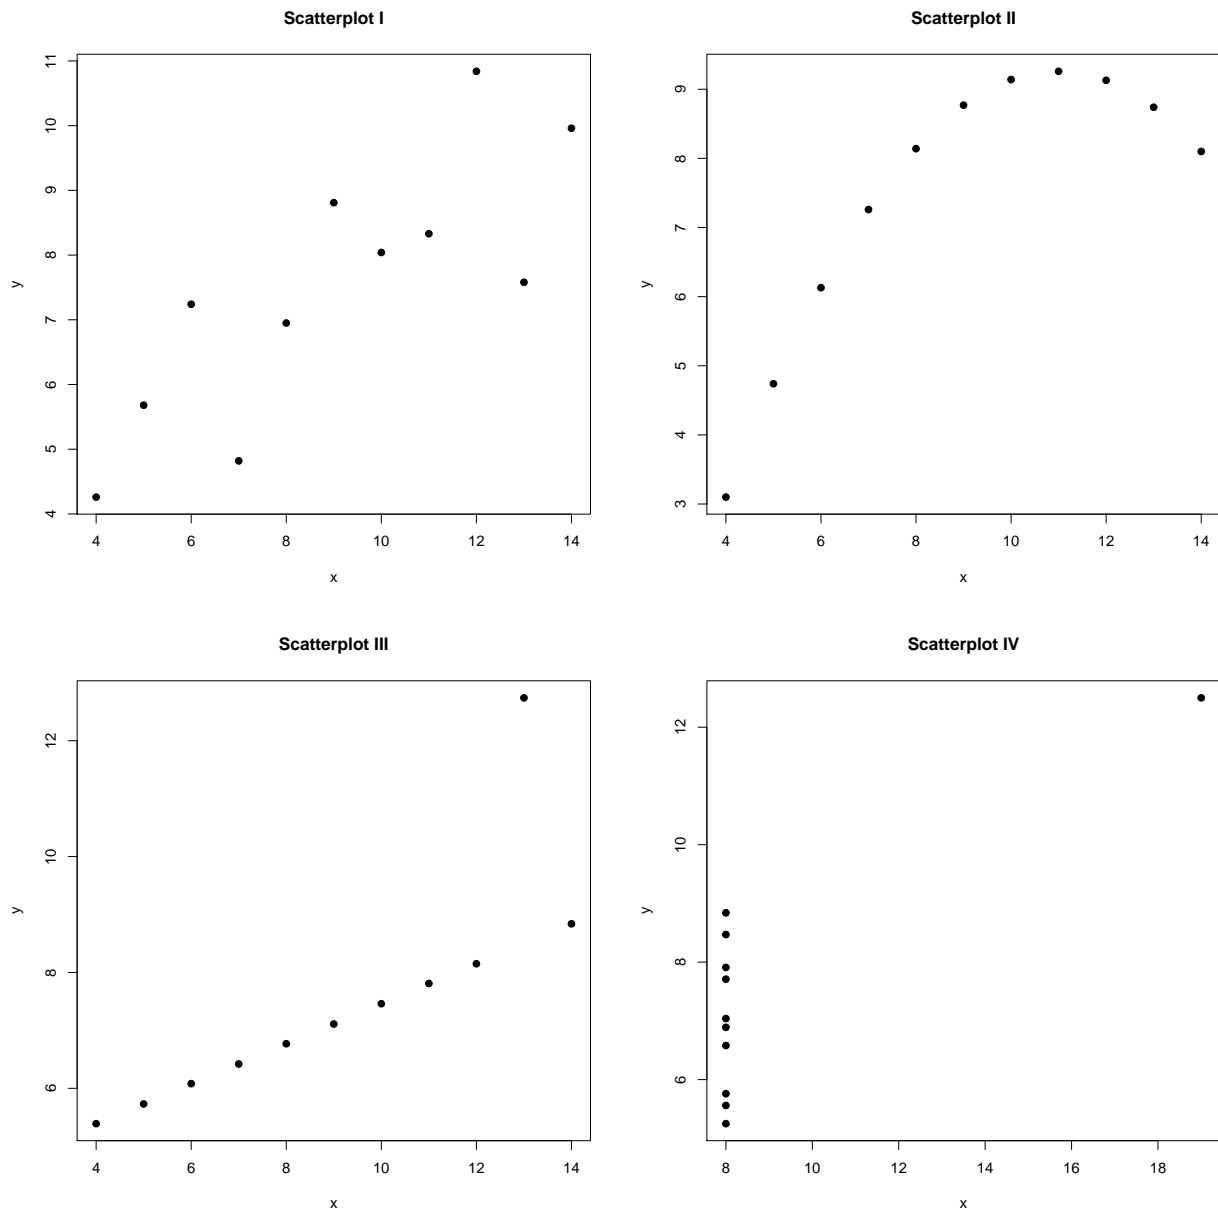 Scatterplot I
y
4 5 6 7 8 9 10 11
4 6 8 10 12 14
x
Scatterplot II
y
3 4 5 6 7 8 9
4 6 8 10 12 14
x
Scatterplot III
y
6 8 10 12
4 6 8 10 12 14
x
Scatterplot IV
y
6 8 10 12
8 10 12 14 16 18
x